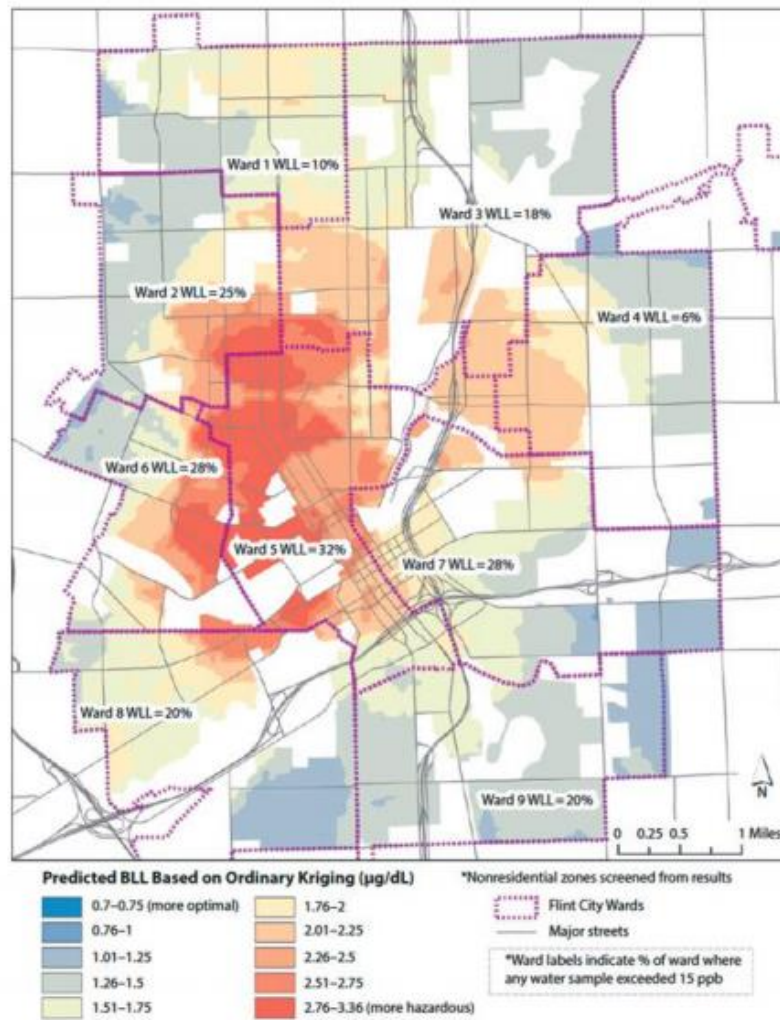 Ward 1 WLL = 10%
Ward 3 WLL = 18%
Ward 2 WLL = 25%
Ward 4 WLL = 6%
Ward 6 WLL = 28%
Ward 5 WLL = 32%
Ward 7 WLL = 28%
Ward 8 WLL = 20%
Ward 9 WLL = 20%
N
0 0.25 0.5 1 Miles
Predicted BLL Based on Ordinary Kriging (µg/dL)
0.7–0.75 (more optimal)
0.76–1
1.01–1.25
1.26–1.5
1.51–1.75
1.76–2
2.01–2.25
2.26–2.5
2.51–2.75
2.76–3.36 (more hazardous)
*Nonresidential zones screened from results
Flint City Wards
Major streets
*Ward labels indicate % of ward where
any water sample exceeded 15 ppb